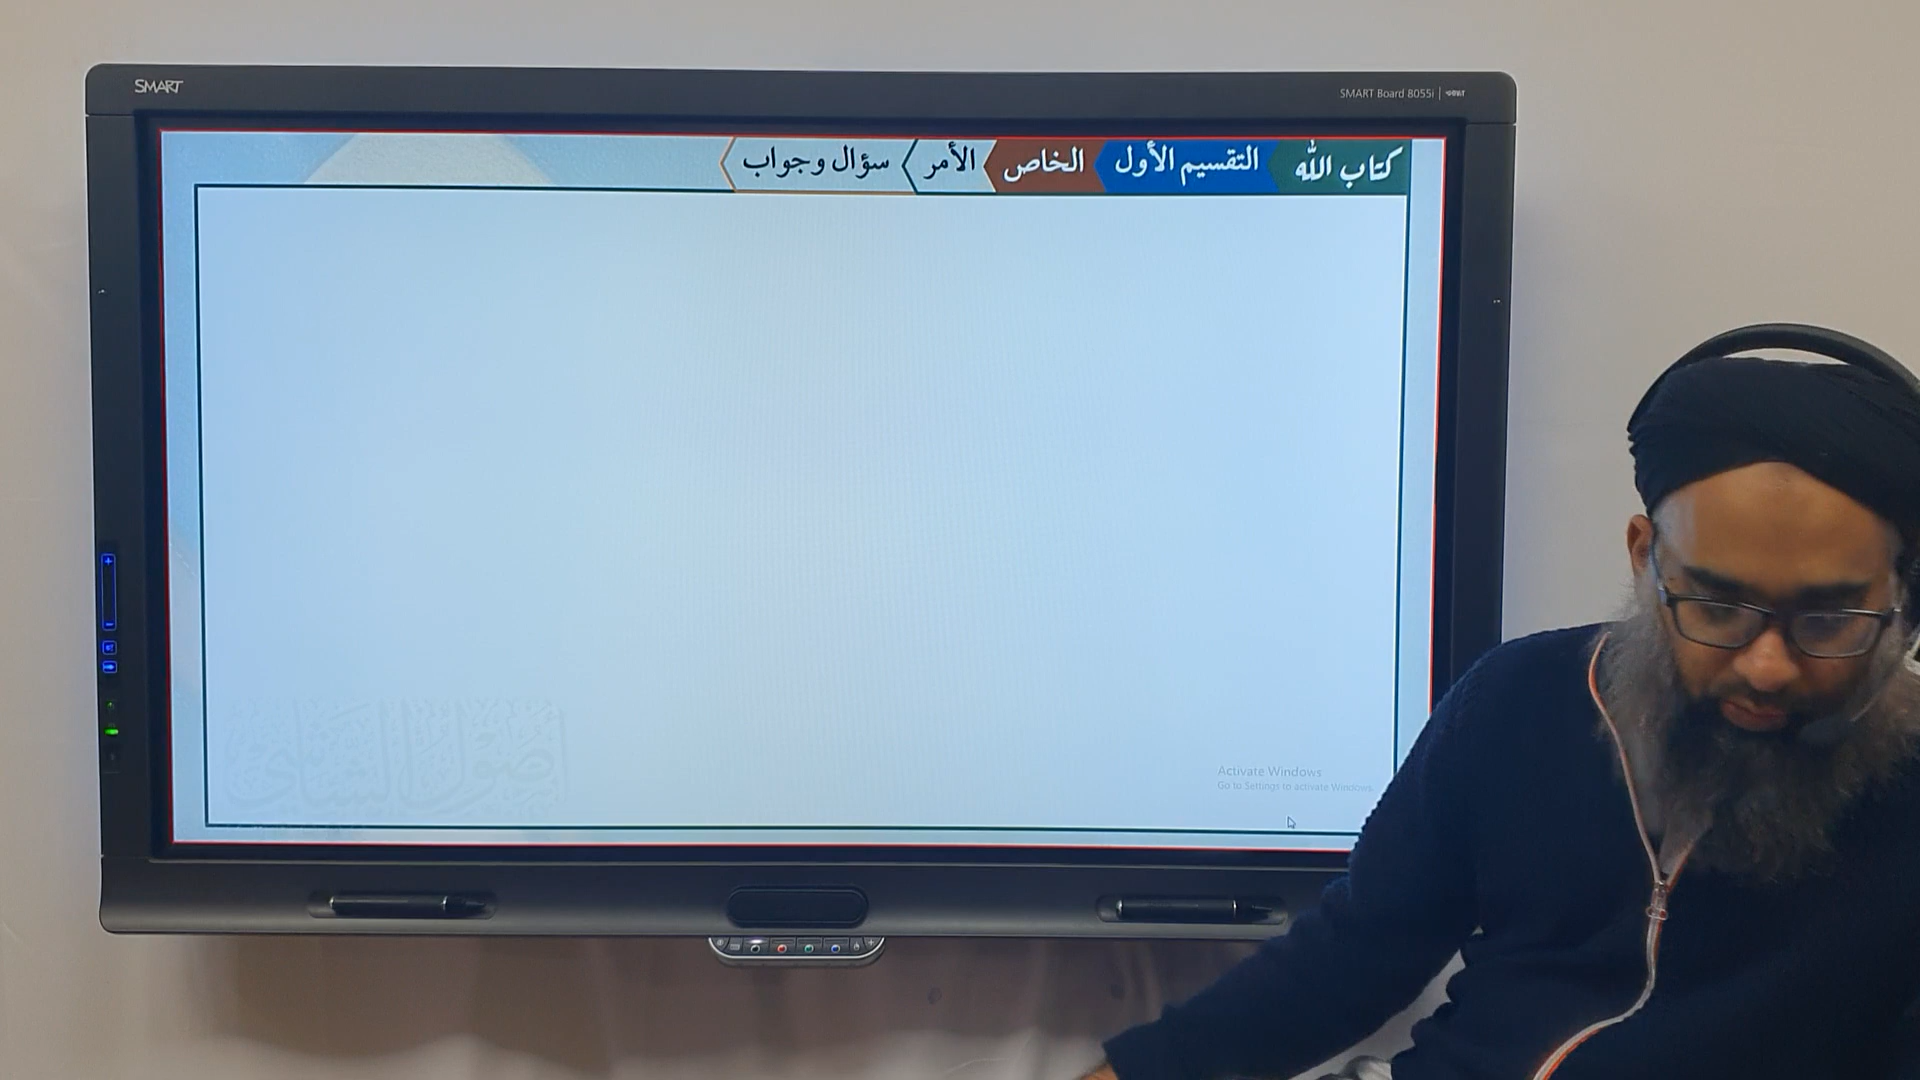 SMART
SMART Board 8055i | SMART
كتاب الله التقسيم الأول الخاص الأمر سؤال وجواب
أصول الشاشي
Activate Windows
Go to Settings to activate Windows.